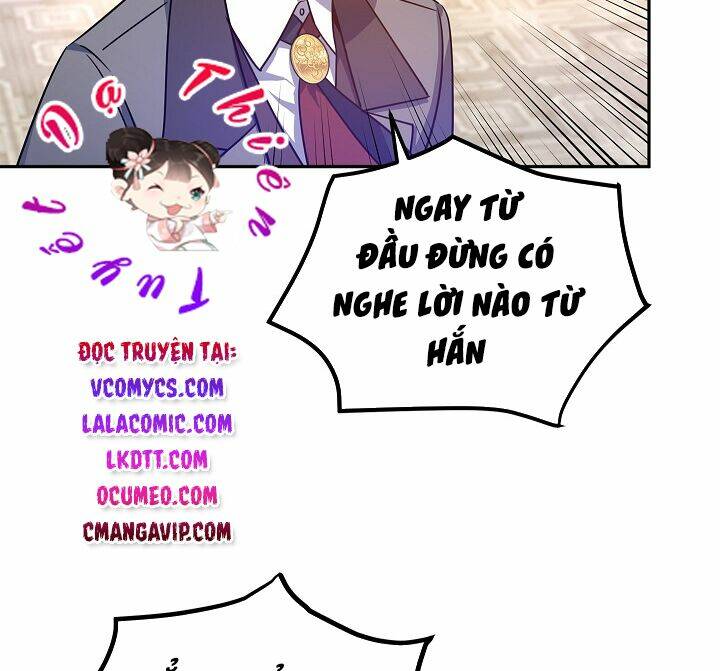 Dạ Thiên Tuyết
NGAY TỪ
ĐẦU ĐỪNG CÓ
NGHE LỜI NÀO TỪ
HẮN
ĐỌC TRUYỆN TẠI:
VCOMYCS.COM
LALACOMIC.COM
LKDTT.COM
OCUMEO.COM
CMANGAVIP.COM